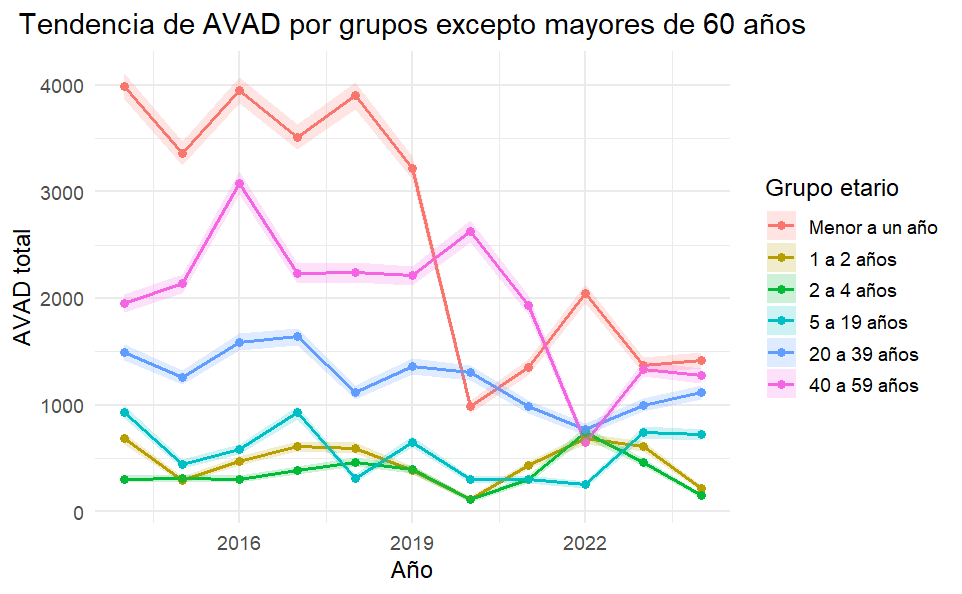 Tendencia de AVAD por grupos excepto mayores de 60 años
AVAD total
4000
3000
2000
1000
0
2016
2019
2022
Año
Grupo etario
Menor a un año
1 a 2 años
2 a 4 años
5 a 19 años
20 a 39 años
40 a 59 años